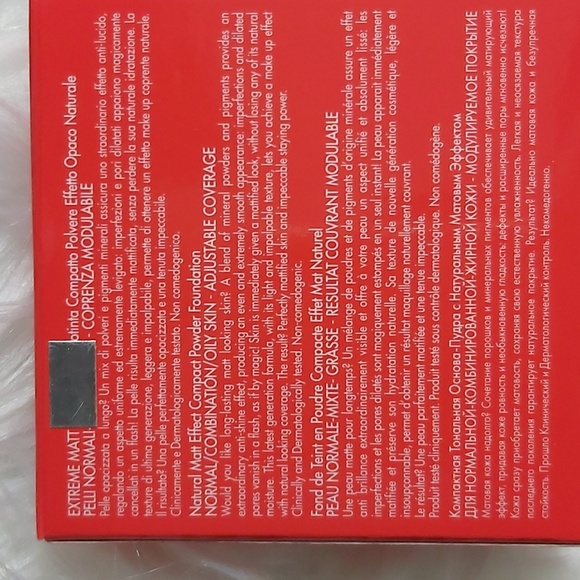 EXTREME MATT
Fondotinta Compatto Polvere Effetto Opaco Naturale
PELLI NORMALI - COPRENZA MODULABILE
Pelle opacizzata a lungo? Un mix di polveri e pigmenti minerali assicura uno straordinario effetto anti-lucido,
regalando un aspetto uniforme ed estremamente levigato: imperfezioni e pori dilatati appaiono magicamente
cancellati in un flash! La pelle risulta immediatamente mattificata, senza perdere la sua naturale idratazione. La
texture di ultima generazione, leggera e impalpabile, permette di ottenere un effetto make up coprente naturale.
Il risultato? Una pelle perfettamente opacizzata e una tenuta impeccabile.
Clinicamente e Dermatologicamente testato. Non comedogenico.
Natural Matt Effect Compact Powder Foundation
NORMAL/COMBINATION/OILY SKIN - ADJUSTABLE COVERAGE
Would you like long-lasting matt looking skin? A blend of mineral powders and pigments provides an
extraordinary anti-shine effect, producing an even and extremely smooth appearance: imperfections and dilated
pores vanish in a flash, as if by magic! Skin is immediately given a mattified look, without losing any of its natural
moisture. This latest generation formula, with its light and impalpable texture, lets you achieve a make up effect
with natural looking coverage. The result? Perfectly mattified skin and impeccable staying power.
Clinically and Dermatologically Tested. Non-comedogenic.
Fond de Teint en Poudre Compacte Effet Mat Naturel
PEAU NORMALE-MIXTE- GRASSE - RÉSULTAT COUVRANT MODULABLE
Une peau matte pour longtemps? Un mélange de poudres et de pigments d'origine minérale assure un effet
anti brillance extraordinairement visible et offre à votre peau un aspect unifié et absolument lissé: les
imperfections et les pores dilatés sont magiquement estompés en un seul instant! La peau apparaît immédiatement
matifiée et préserve son hydratation naturelle. Sa texture de nouvelle génération cosmétique, légère et
insoupçonnable, permet d'obtenir un résultat maquillage naturellement couvrant.
Le résultat? Une peau parfaitement matifiée et une tenue impeccable.
Produit testé cliniquement. Produit testé sous contrôle dermatologique. Non comédogène.
Компактная Тональная Основа-Пудра с Натуральным Матовым Эффектом
ДЛЯ НОРМАЛЬНОЙ-КОМБИНИРОВАННОЙ-ЖИРНОЙ КОЖИ - МОДУЛИРУЕМОЕ ПОКРЫТИЕ
Матовая кожа надолго? Сочетание порошков и минеральных пигментов обеспечивает удивительный матирующий
эффект, придавая коже ровность и необыкновенную гладкость: дефекты и расширенные поры мгновенно исчезают!
Кожа сразу приобретает матовость, сохраняя свою естественную увлажненность. Легкая и неосязаемая текстура
последнего поколения гарантирует натуральное покрытие. Результат? Идеально матовая кожа и безупречная
стойкость. Прошло Клинический и Дерматологический Контроль. Некомедогенно.